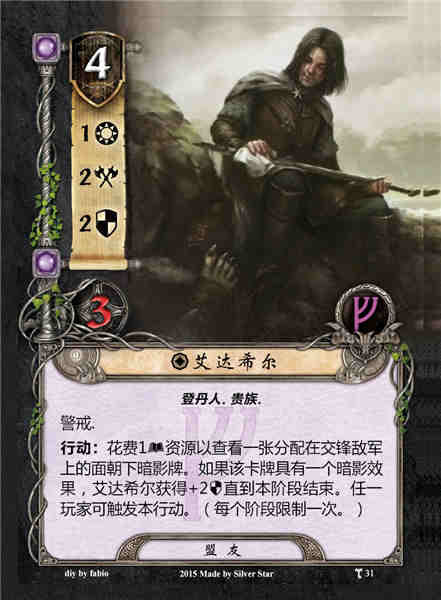 4
1
2
2
3
艾达希尔
登丹人. 贵族.
警戒.
行动：花费1资源以查看一张分配在交锋敌军
上的面朝下暗影牌。如果该卡牌具有一个暗影效
果，艾达希尔获得+2直到本阶段结束。任一
玩家可触发本行动。（每个阶段限制一次。）
盟友
diy by fabio 2015 Made by Silver Star 31